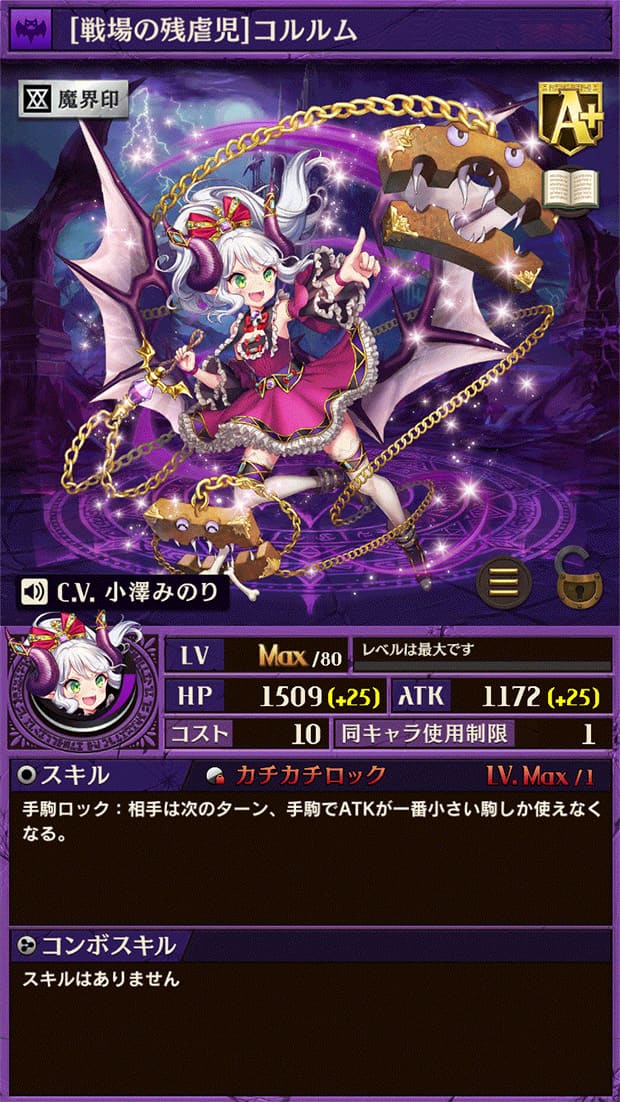 [戦場の残虐児]コルルム
魔界印
A+
C.V. 小澤みのり
LV Max/80 レベルは最大です
HP 1509(+25) ATK 1172(+25)
コスト 10 同キャラ使用制限 1
スキル カチカチロック LV. Max/1
手駒ロック：相手は次のターン、手駒でATKが一番小さい駒しか使えなく
なる。
コンボスキル
スキルはありません